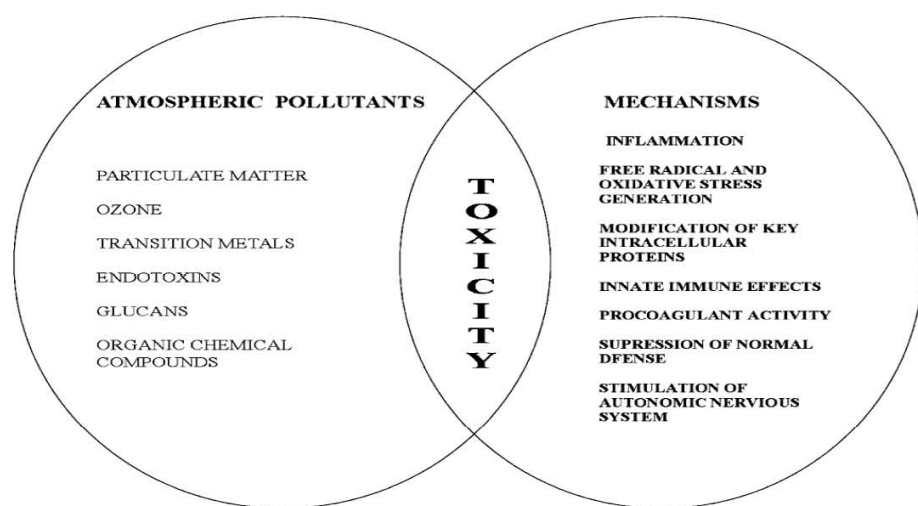 ATMOSPHERIC POLLUTANTS
PARTICULATE MATTER
OZONE
TRANSITION METALS
ENDOTOXINS
GLUCANS
ORGANIC CHEMICAL
COMPOUNDS
TOXICITY
MECHANISMS
INFLAMMATION
FREE RADICAL AND
OXIDATIVE STRESS
GENERATION
MODIFICATION OF KEY
INTRACELLULAR
PROTEINS
INNATE IMMUNE EFFECTS
PROCOAGULANT ACTIVITY
SUPRESSION OF NORMAL
DFENSE
STIMULATION OF
AUTONOMIC NERVIOUS
SYSTEM